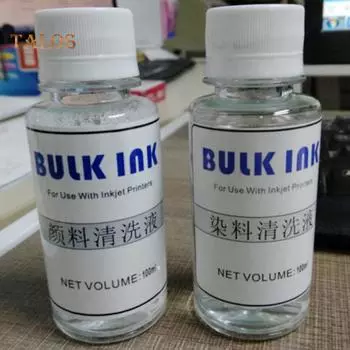 TALOS
BULK INK
For Use With Inkjet Printers
颜料清洗液
NET VOLUME:100ml
BULK INK
For Use With Inkjet Printers
染料清洗液
NET VOLUME:100ml